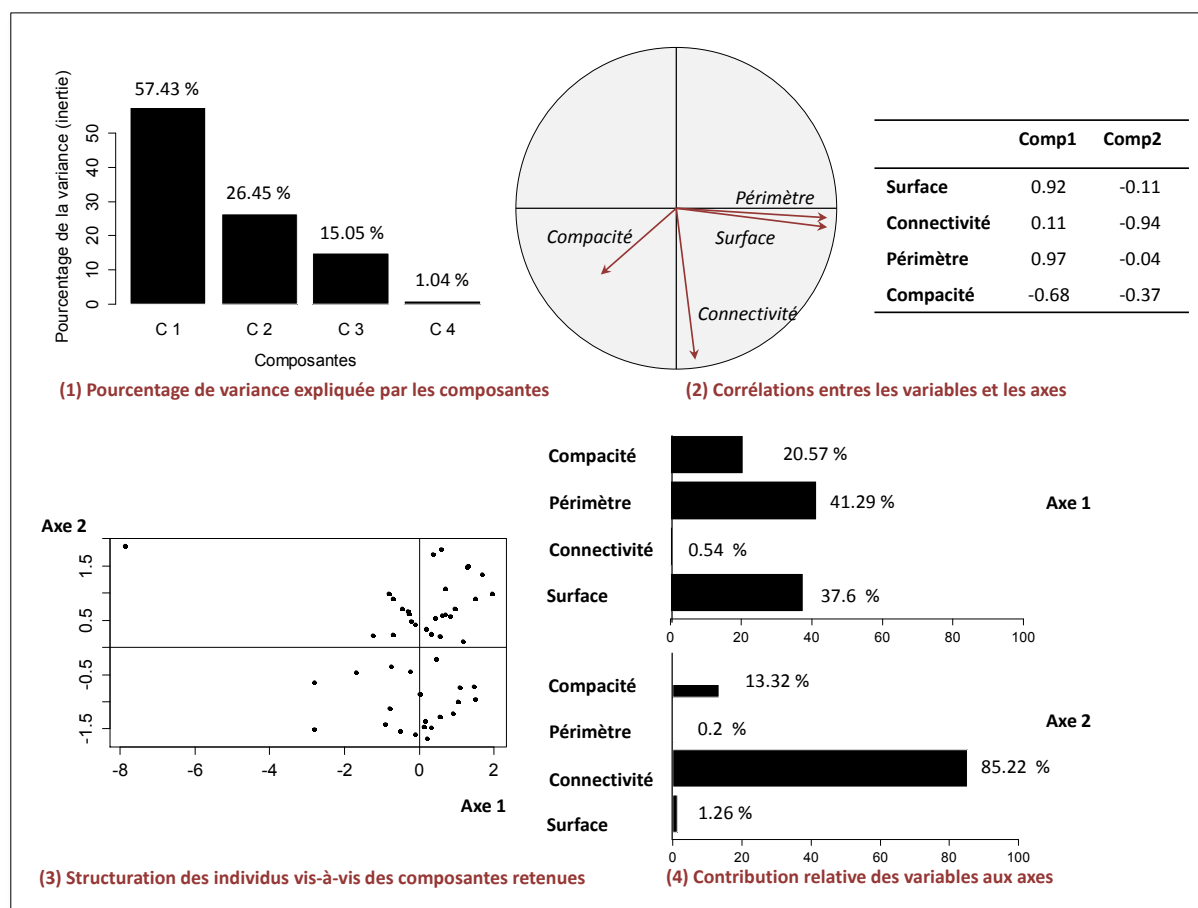 Pourcentage de la variance (inertie)
0 10 20 30 40 50
57.43 %
26.45 %
15.05 %
1.04 %
C 1 C 2 C 3 C 4
Composantes
(1) Pourcentage de variance expliquée par les composantes
Périmètre
Compacité
Surface
Connectivité
Comp1 Comp2
Surface 0.92 -0.11
Connectivité 0.11 -0.94
Périmètre 0.97 -0.04
Compacité -0.68 -0.37
(2) Corrélations entres les variables et les axes
Axe 2
-1.5 -0.5 0.5 1.5
-8 -6 -4 -2 0 2
Axe 1
(3) Structuration des individus vis-à-vis des composantes retenues
Compacité 20.57 %
Périmètre 41.29 %
Axe 1
Connectivité 0.54 %
Surface 37.6 %
0 20 40 60 80 100
Compacité 13.32 %
Périmètre 0.2 %
Axe 2
Connectivité 85.22 %
Surface 1.26 %
0 20 40 60 80 100
(4) Contribution relative des variables aux axes